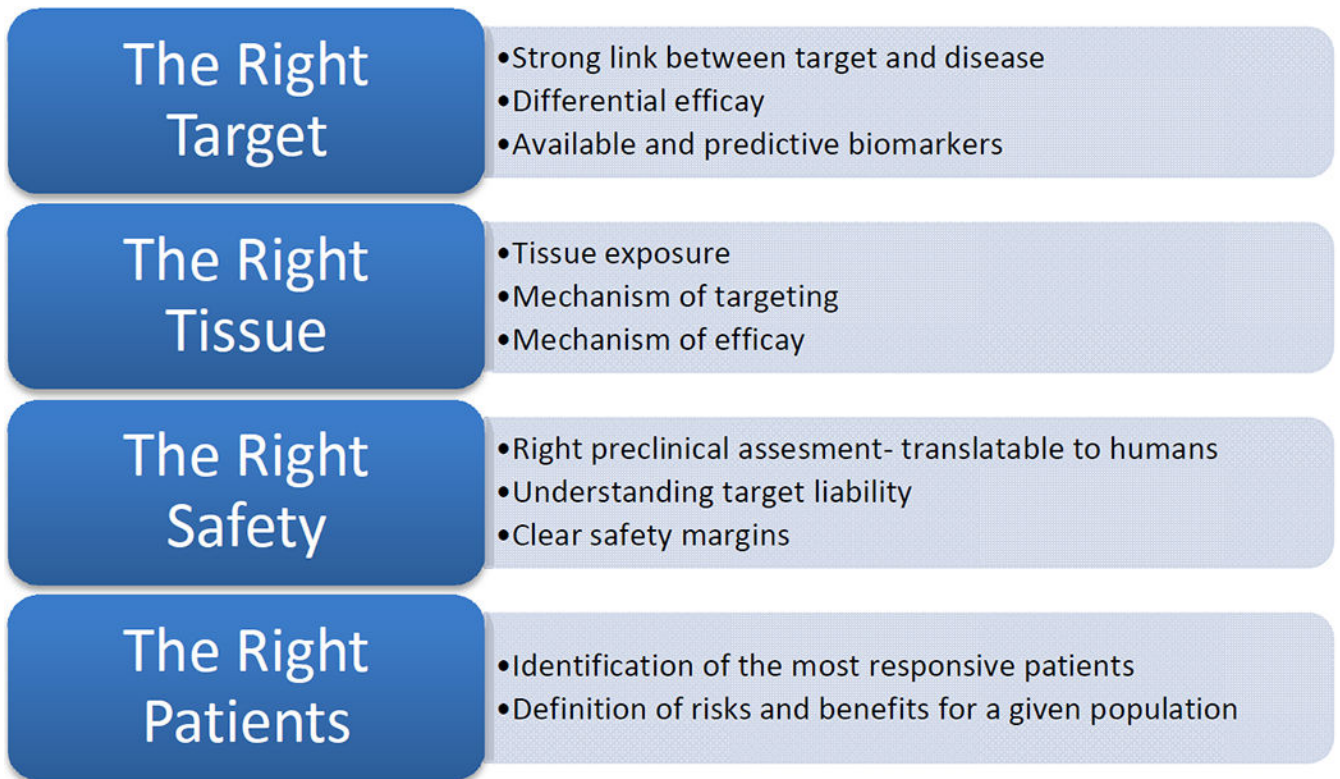 The Right
Target
•Strong link between target and disease
•Differential efficay
•Available and predictive biomarkers
The Right
Tissue
•Tissue exposure
•Mechanism of targeting
•Mechanism of efficay
The Right
Safety
•Right preclinical assesment- translatable to humans
•Understanding target liability
•Clear safety margins
The Right
Patients
•Identification of the most responsive patients
•Definition of risks and benefits for a given population